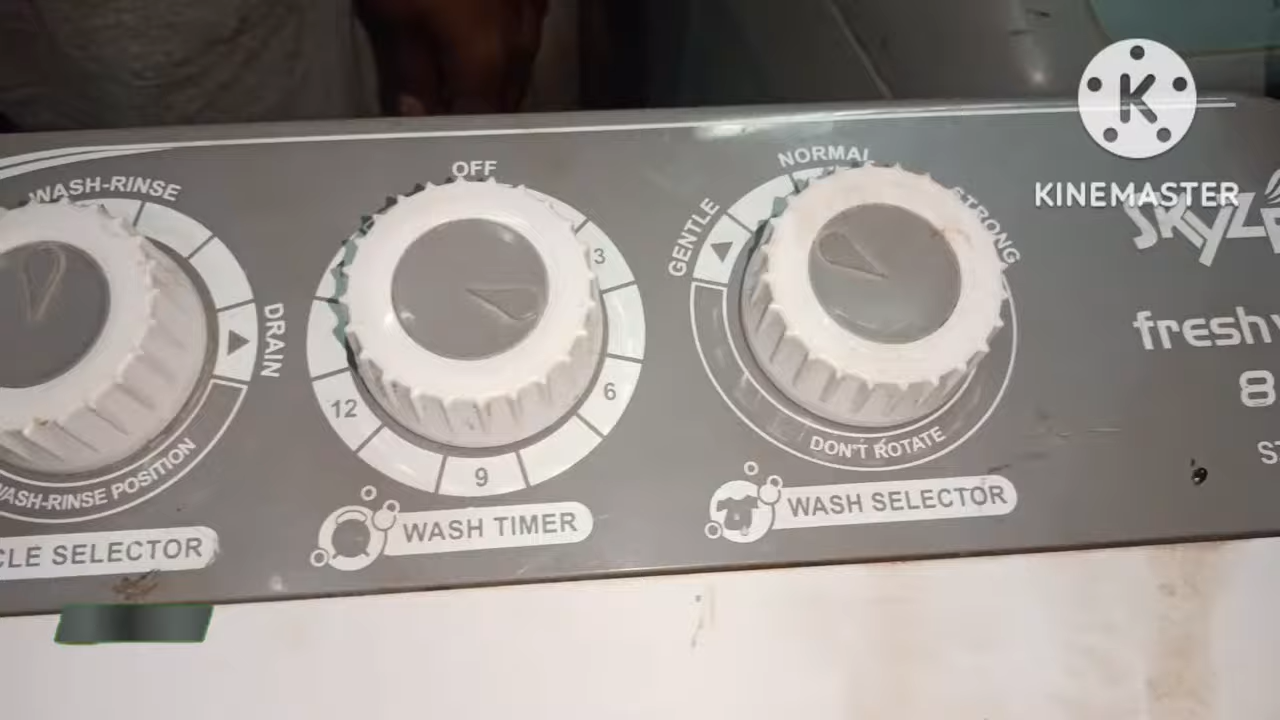 WASH-RINSE
DRAIN
WASH-RINSE POSITION
CLE SELECTOR
OFF
3
6
9
12
WASH TIMER
GENTLE
NORMAL
STRONG
DON'T ROTATE
WASH SELECTOR
K
KINEMASTER
fresh
8